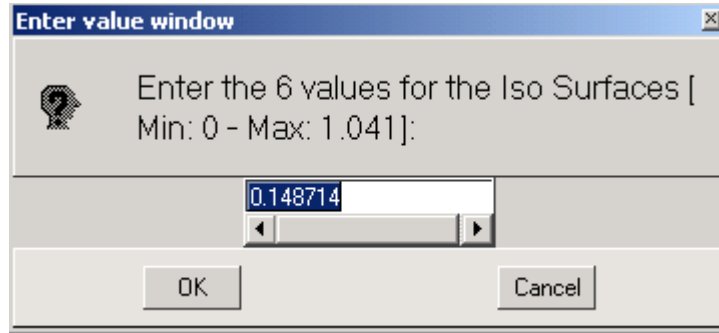 Enter value window
Enter the 6 values for the Iso Surfaces [
Min: 0 - Max: 1.041]:
0.148714
OK Cancel